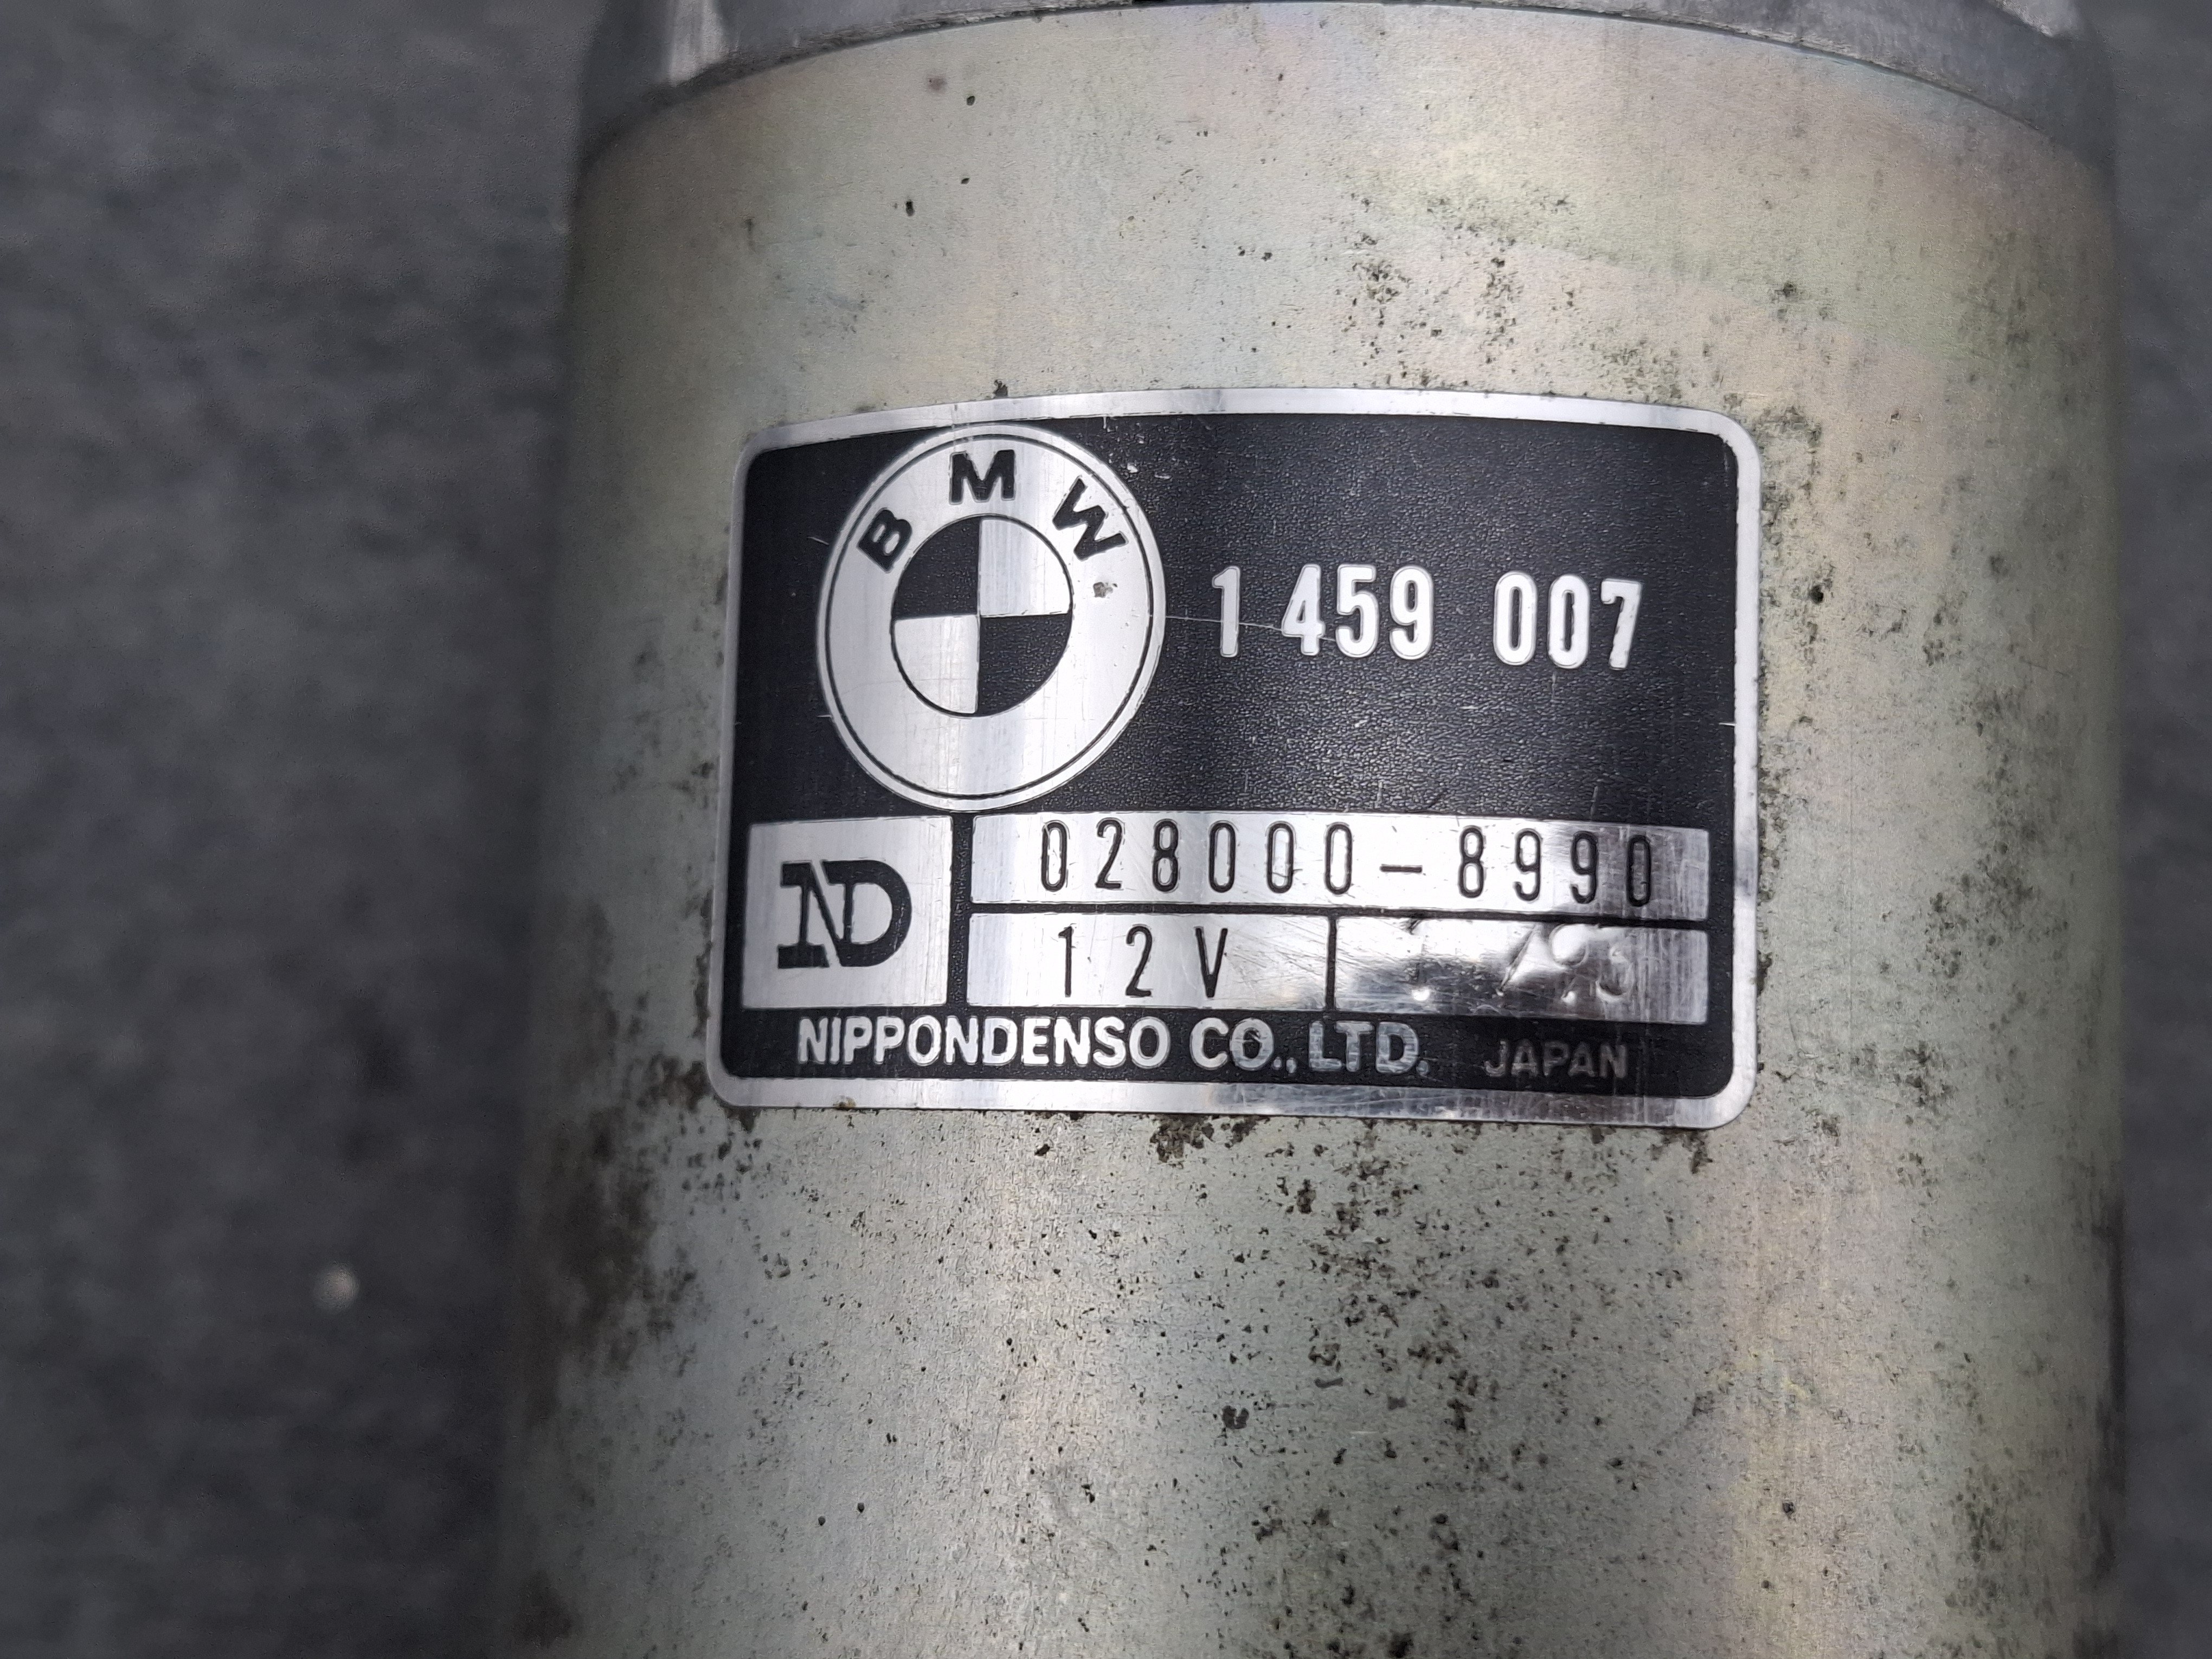 BMW
1 459 007
ND
028000-8990
12V
NIPPONDENSO CO., LTD. JAPAN